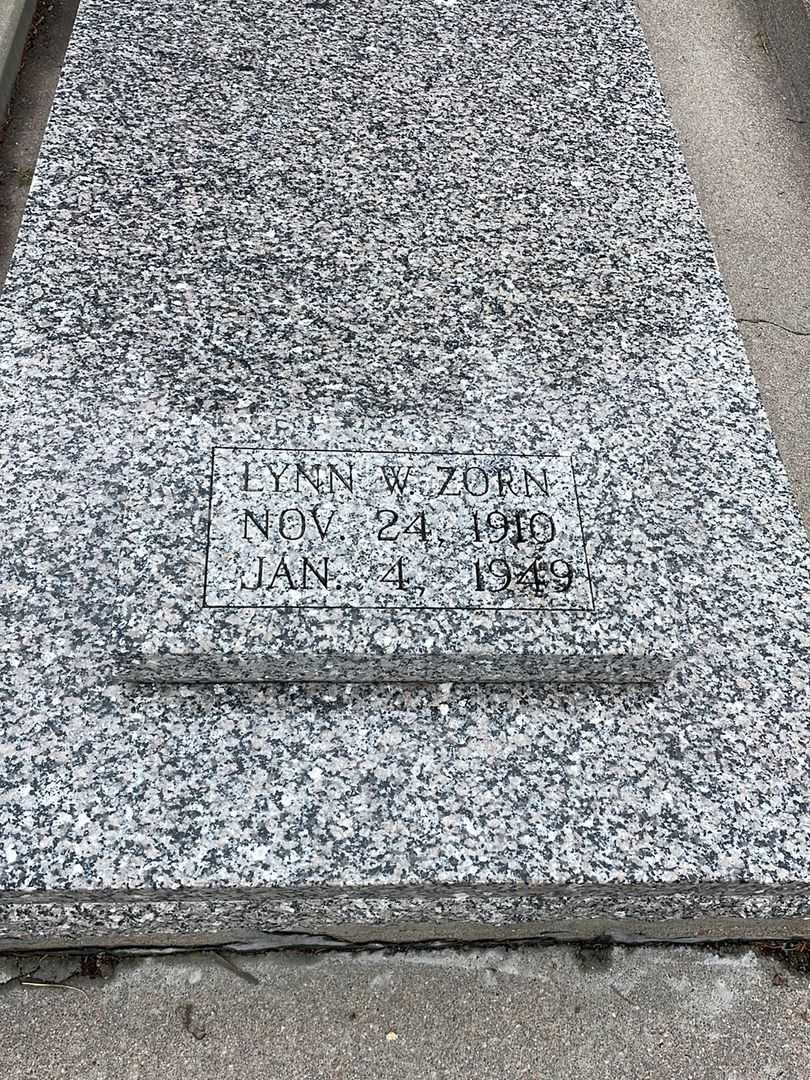 LYNN W. ZORN
NOV. 24, 1910
JAN. 4, 1949